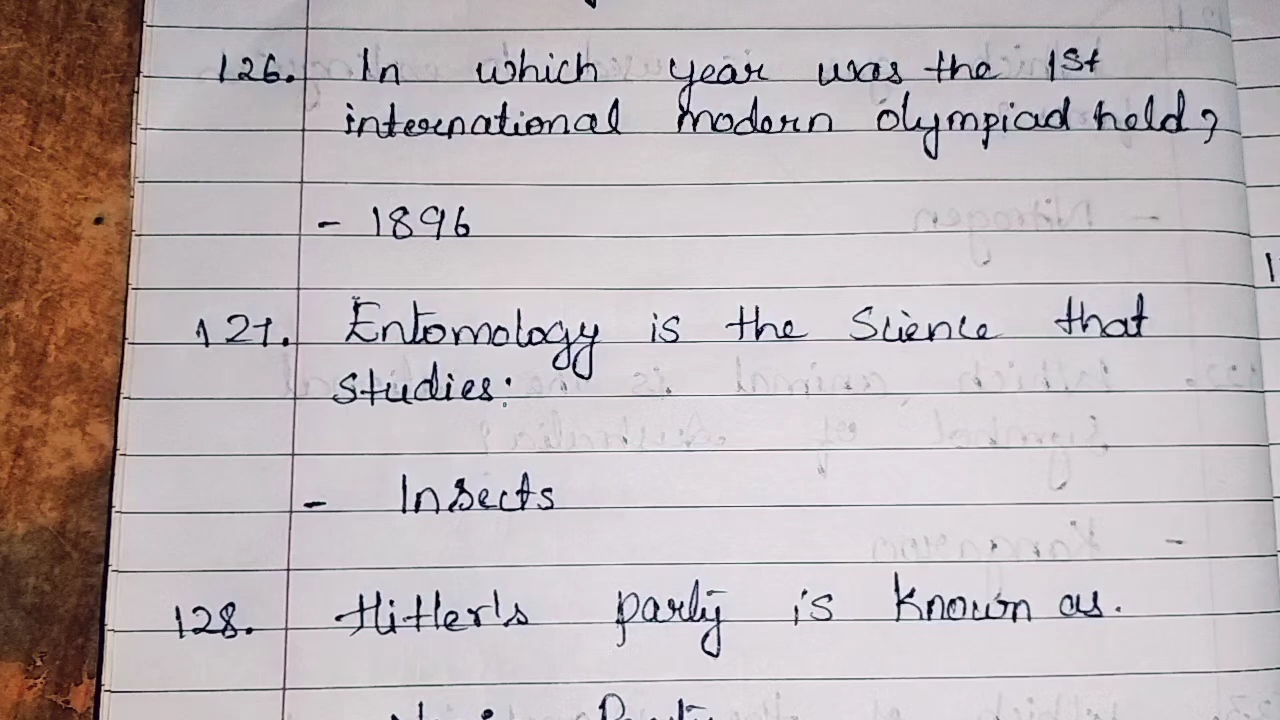 126. In which year was the 1st
international modern olympiad held?
- 1896
127. Entomology is the Science that
studies:
- Insects
128. Hitler's party is known as.
Party